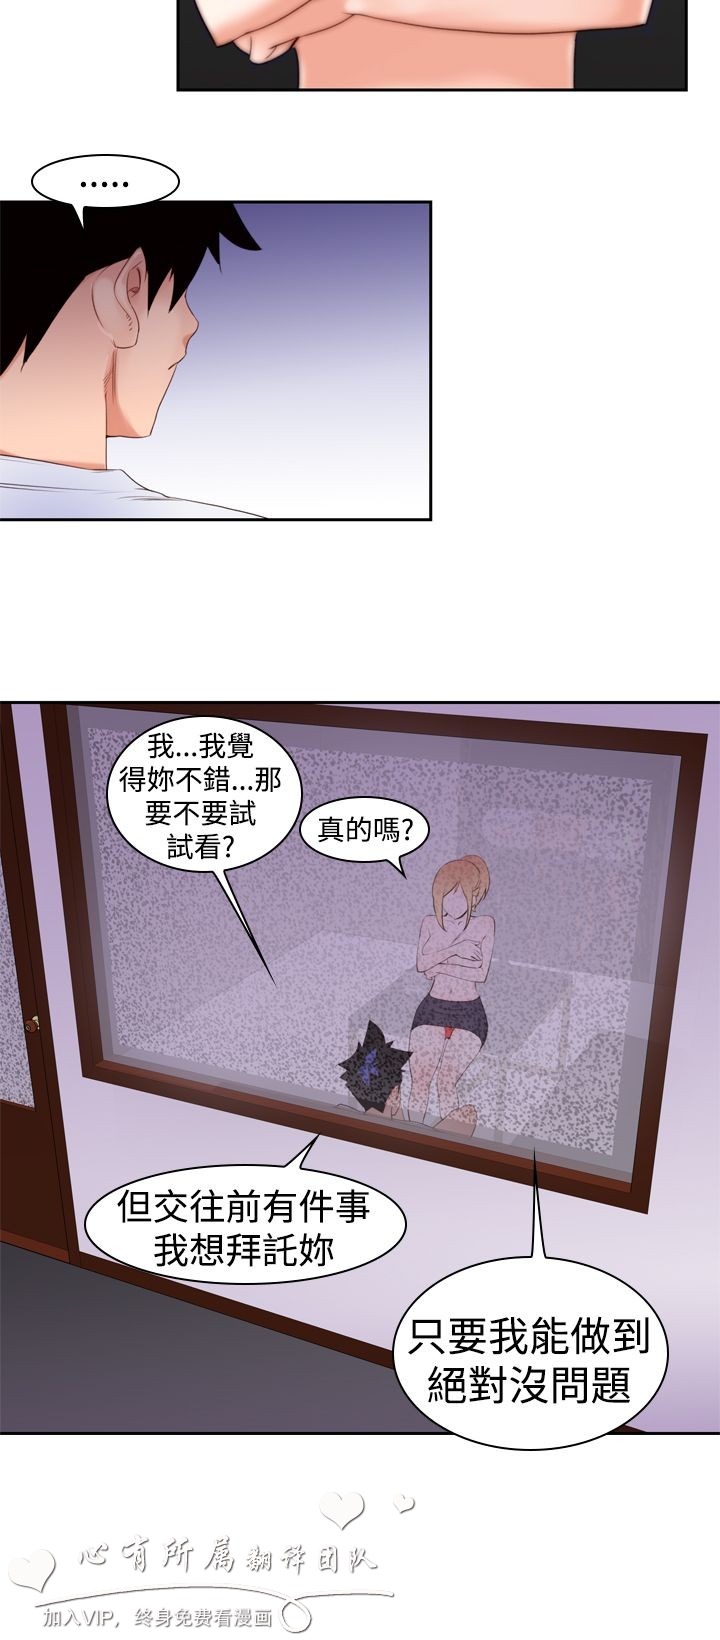 .....
我...我覺
得妳不錯...那
要不要試
試看?
真的嗎?
但交往前有件事
我想拜託妳
只要我能做到
絕對沒問題
心有所属翻译团队
加入VIP，终身免费看漫画